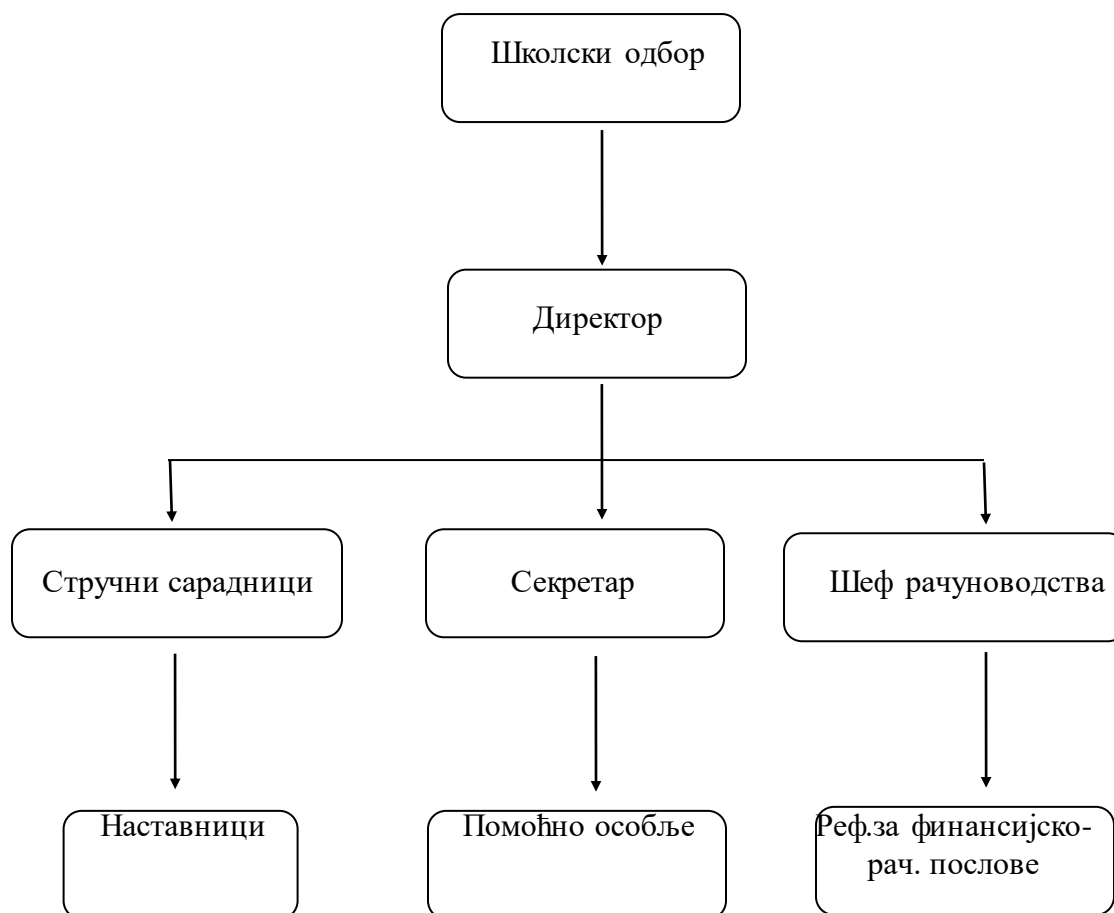 Школски одбор
Директор
Стручни сарадници
Секретар
Шеф рачуноводства
Наставници
Помоћно особље
Реф.за финансијско-
рач. послове